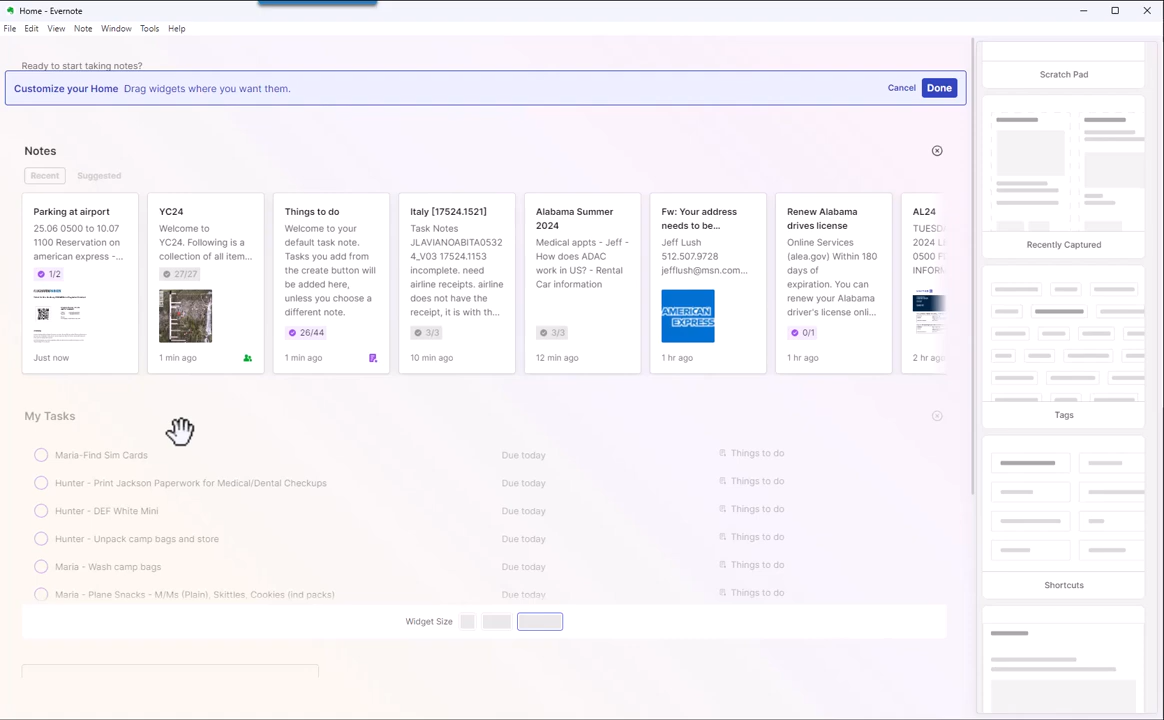 Home - Evernote
File Edit View Note Window Tools Help
Ready to start taking notes?
Customize your Home Drag widgets where you want them. Cancel Done
Notes
Recent Suggested
Parking at airport
25.06 0500 to 10.07
1100 Reservation on
american express -...
1/2
Just now
YC24
Welcome to
YC24. Following is a
collection of all item...
27/27
1 min ago
Things to do
Welcome to your
default task note.
Tasks you add from
the create button will
be added here,
unless you choose a
different note.
26/44
1 min ago
Italy [17524.1521]
Task Notes
JLAVIANOABITA0532
4_V03 17524.1153
incomplete. need
airline receipts. airline
does not have the
receipt, it is with th...
3/3
10 min ago
Alabama Summer
2024
Medical appts - Jeff -
How does ADAC
work in US? - Rental
Car information
3/3
12 min ago
Fw: Your address
needs to be...
Jeff Lush
512.507.9728
jefflush@msn.com...
AMERICAN
EXPRESS
1 hr ago
Renew Alabama
drives license
Online Services
(alea.gov) Within 180
days of
expiration. You can
renew your Alabama
driver's license onli...
0/1
1 hr ago
AL24
TUESDA
2024 L
0500 F
INFORM
2 hr ago
My Tasks
Maria-Find Sim Cards Due today Things to do
Hunter - Print Jackson Paperwork for Medical/Dental Checkups Due today Things to do
Hunter - DEF White Mini Due today Things to do
Hunter - Unpack camp bags and store Due today Things to do
Maria - Wash camp bags Due today Things to do
Maria - Plane Snacks - M/Ms (Plain), Skittles, Cookies (ind packs) Due today Things to do
Widget Size
Scratch Pad
Recently Captured
Tags
Shortcuts